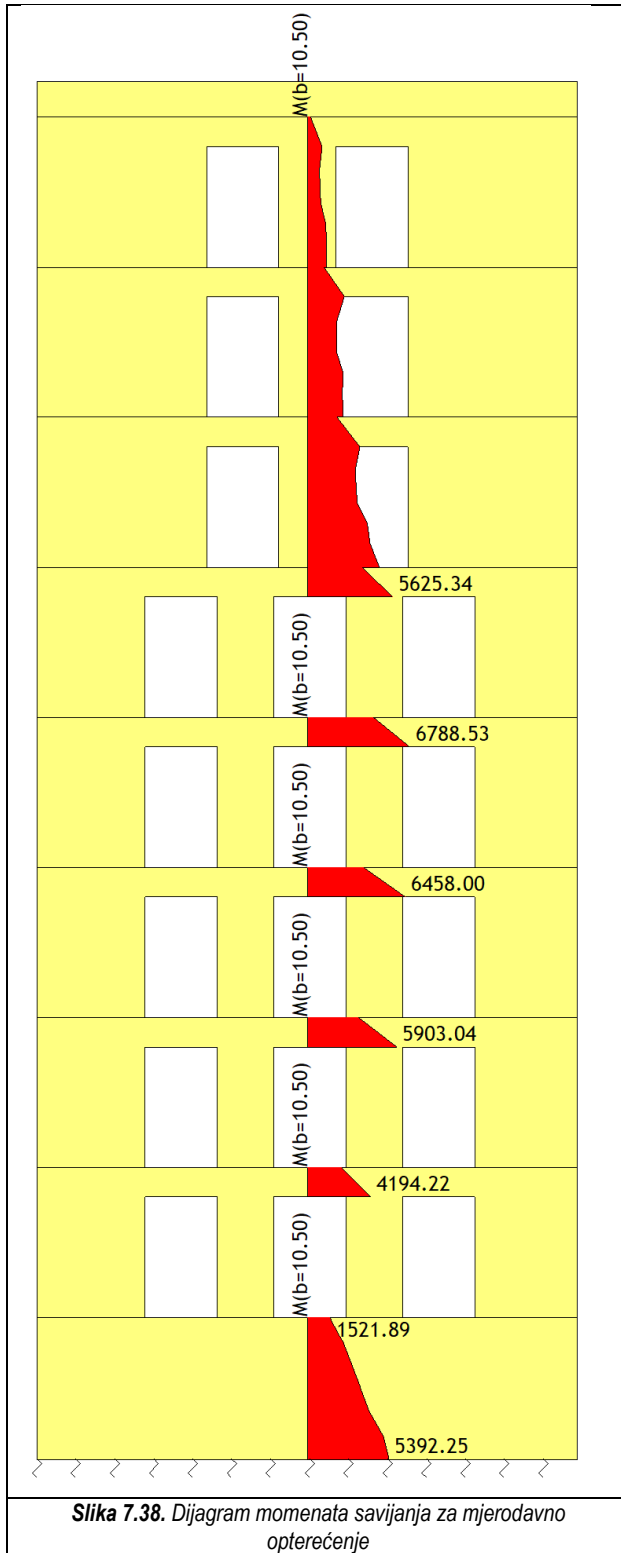 M(b=10.50)
5625.34
M(b=10.50)
6788.53
M(b=10.50)
6458.00
M(b=10.50)
5903.04
M(b=10.50)
4194.22
M(b=10.50)
1521.89
5392.25
Slika 7.38. Dijagram momenata savijanja za mjerodavno
opterećenje